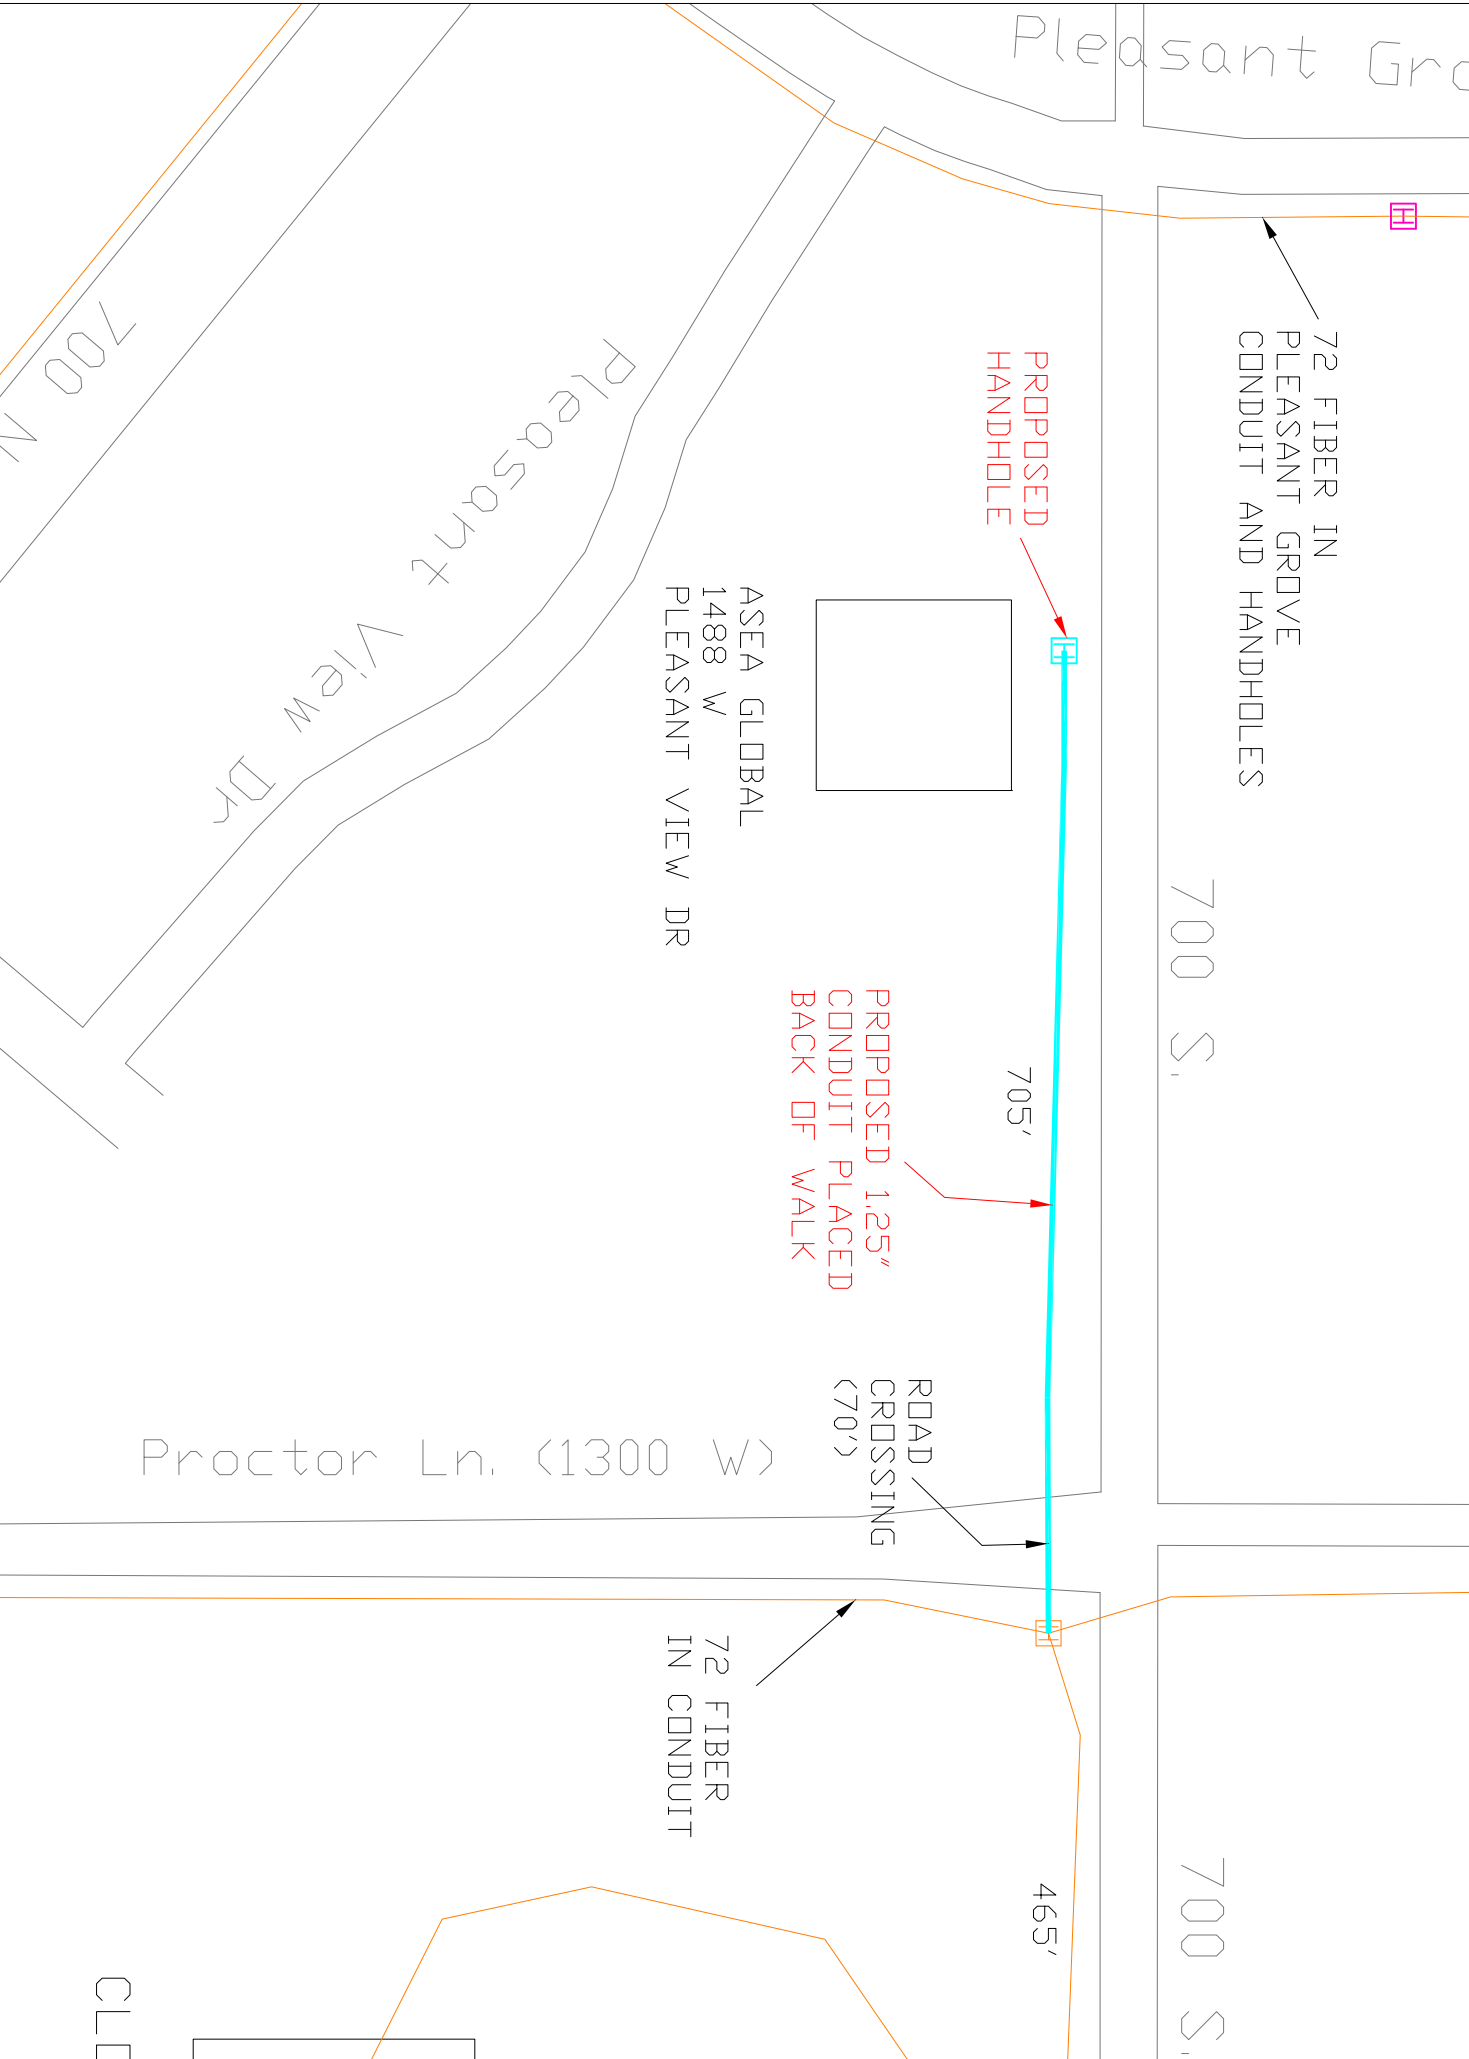 Pleasant Gro
72 FIBER IN
PLEASANT GROVE
CONDUIT AND HANDHOLES
700 N
Pleasant View Dr
PROPOSED
HANDHOLE
ASEA GLOBAL
1488 W
PLEASANT VIEW DR
700 S.
705'
PROPOSED 1.25"
CONDUIT PLACED
BACK OF WALK
ROAD
CROSSING
(70')
Proctor Ln. (1300 W)
72 FIBER
IN CONDUIT
465'
700 S.